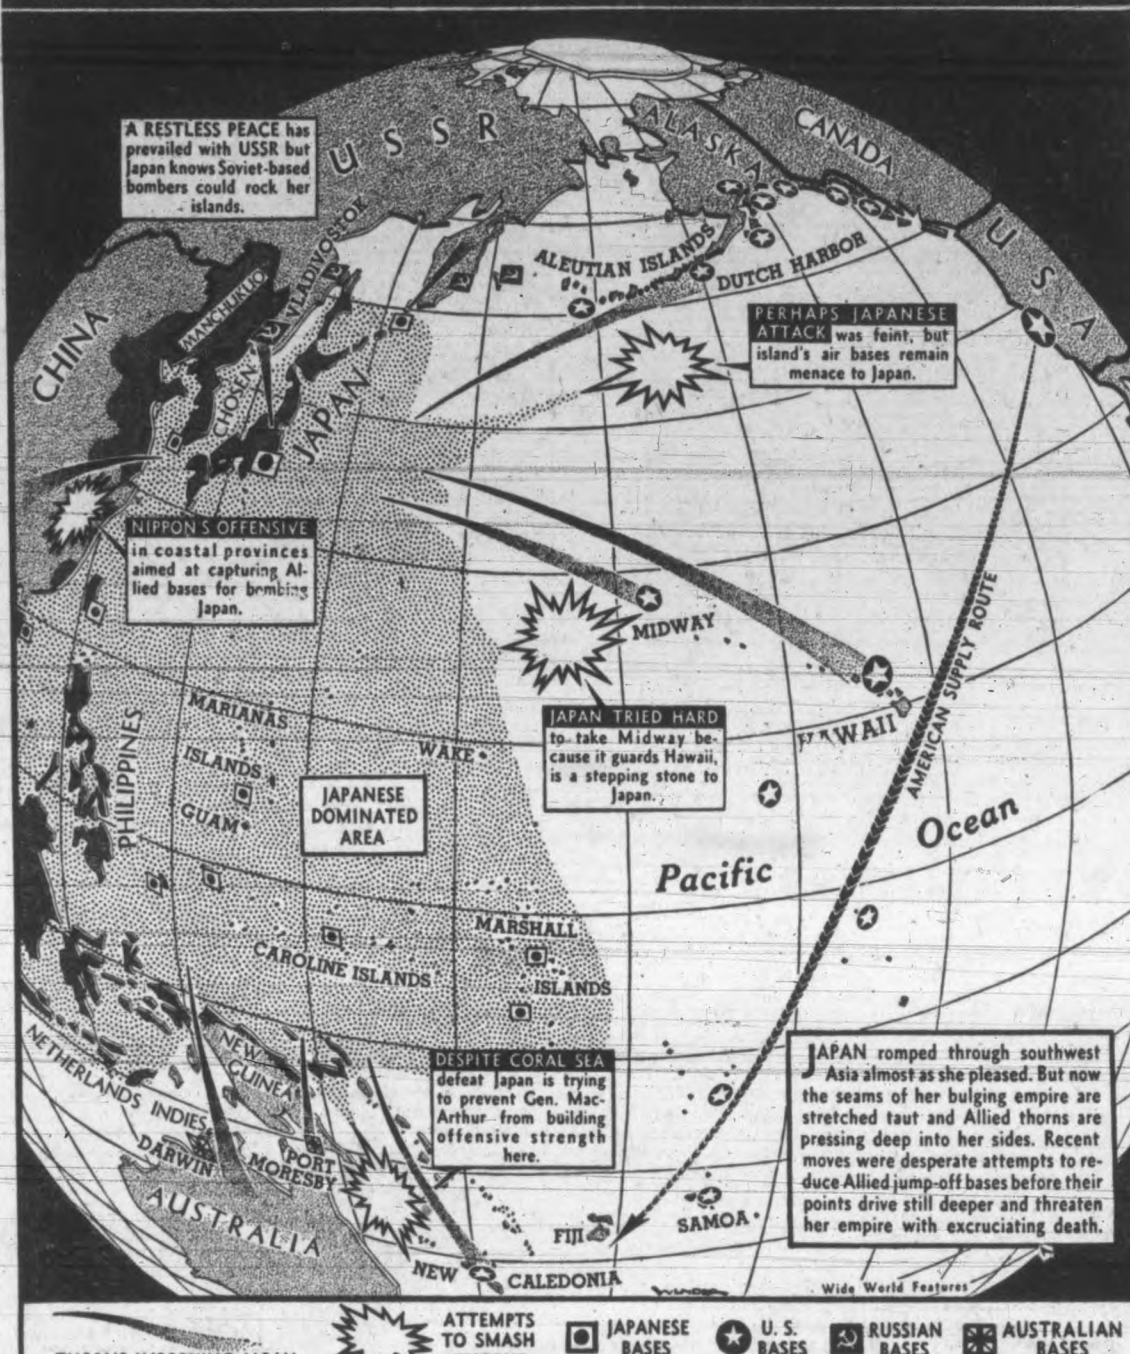 A RESTLESS PEACE has
prevailed with USSR but
Japan knows Soviet-based
bombers could rock her
islands.
USSR
ALASKA
CANADA
USA
CHINA
MANCHUKUO
VLADIVOSTOK
CHOSEN
JAPAN
ALEUTIAN ISLANDS
DUTCH HARBOR
PERHAPS JAPANESE
ATTACK was feint, but
island's air bases remain
menace to Japan.
NIPPON'S OFFENSIVE
in coastal provinces
aimed at capturing Al-
lied bases for bombing
Japan.
MIDWAY
HAWAII
AMERICAN SUPPLY ROUTE
JAPAN TRIED HARD
to take Midway be-
cause it guards Hawaii,
is a stepping stone to
Japan.
PHILIPPINES
MARIANAS
ISLANDS
GUAM
WAKE
JAPANESE
DOMINATED
AREA
Pacific
Ocean
MARSHALL
ISLANDS
CAROLINE ISLANDS
NETHERLANDS INDIES
NEW
GUINEA
DARWIN
PORT
MORESBY
AUSTRALIA
DESPITE CORAL SEA
defeat Japan is trying
to prevent Gen. Mac-
Arthur from building
offensive strength
here.
FIJI
SAMOA
NEW CALEDONIA
JAPAN romped through southwest
Asia almost as she pleased. But now
the seams of her bulging empire are
stretched taut and Allied thorns are
pressing deep into her sides. Recent
moves were desperate attempts to re-
duce Allied jump-off bases before their
points drive still deeper and threaten
her empire with excruciating death.
Wide World Features
ATTEMPTS
TO SMASH
JAPANESE
BASES
U. S.
BASES
RUSSIAN
BASES
AUSTRALIAN
BASES